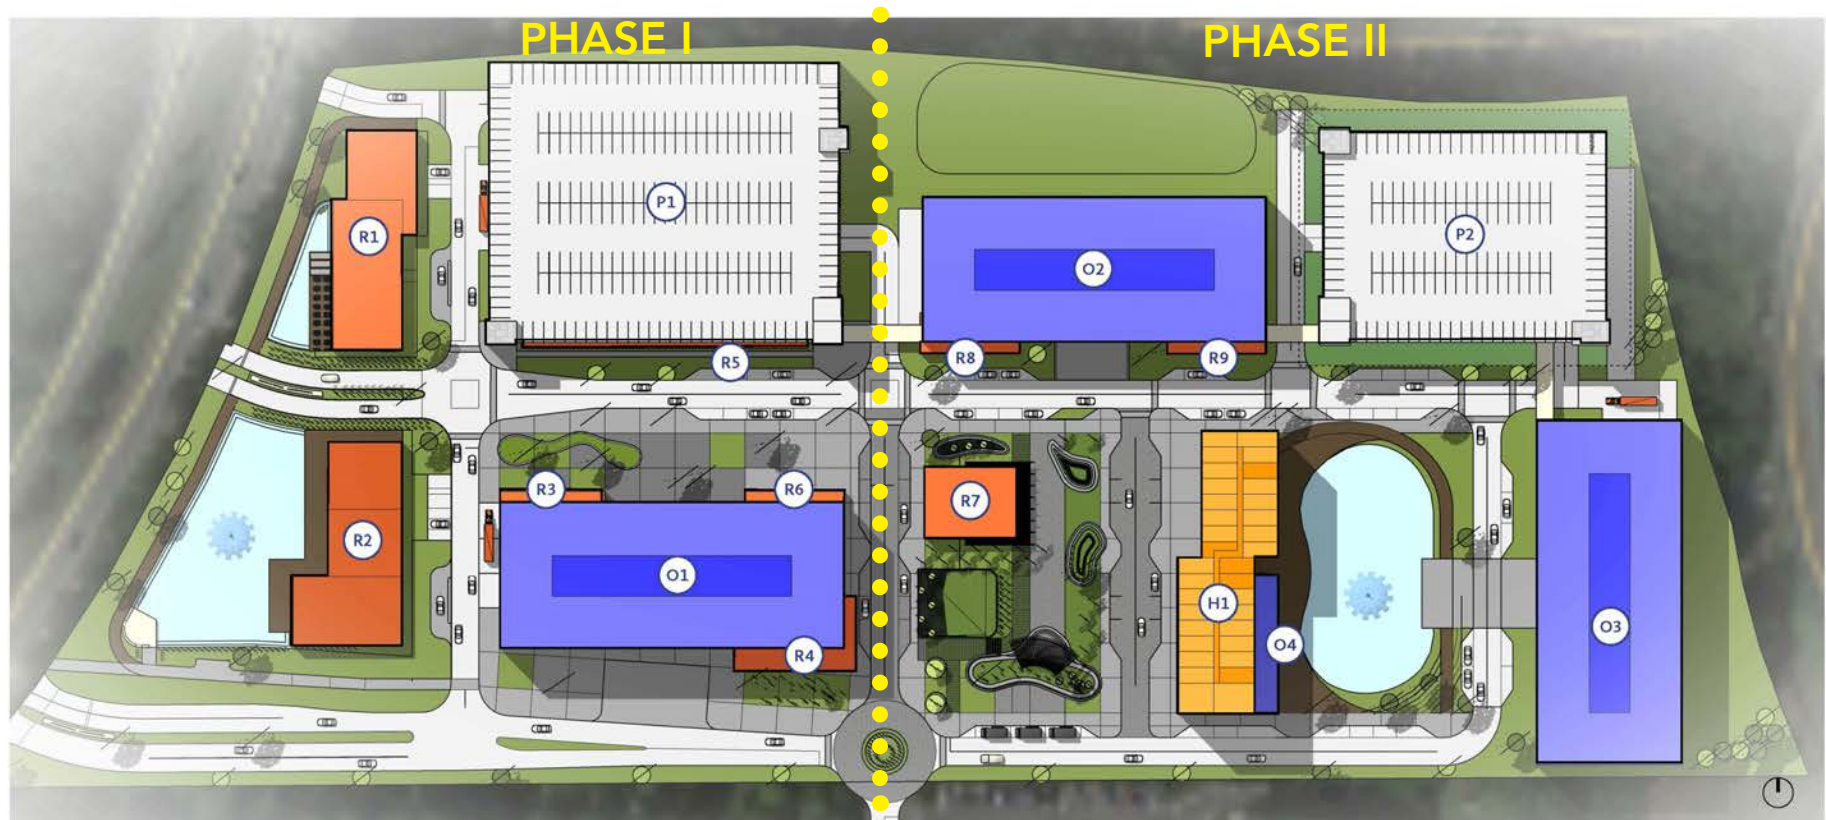 PHASE I
PHASE II
P1
R1
P2
O2
R5
R8
R9
R3
R6
R7
R2
O1
H1
O3
O4
R4